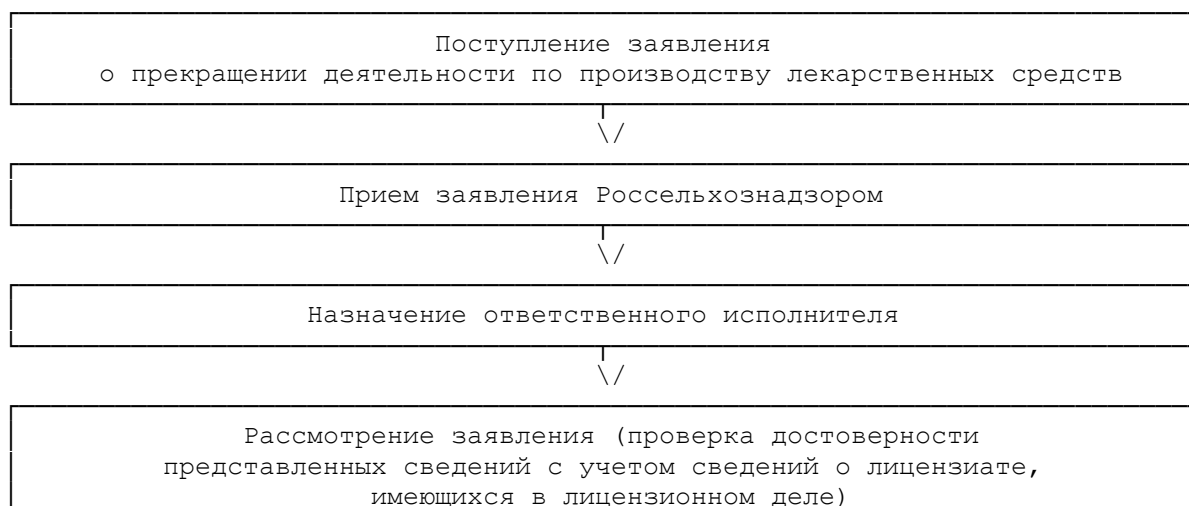 Поступление заявления
о прекращении деятельности по производству лекарственных средств
\/
Прием заявления Россельхознадзором
\/
Назначение ответственного исполнителя
\/
Рассмотрение заявления (проверка достоверности
представленных сведений с учетом сведений о лицензиате,
имеющихся в лицензионном деле)